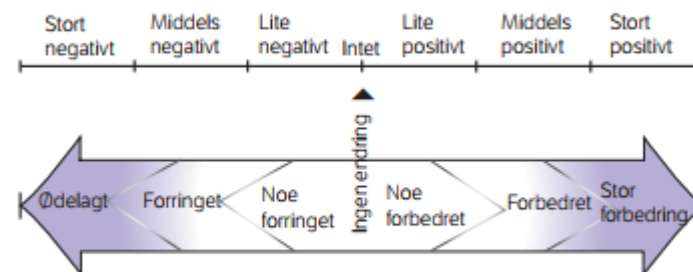 Stort negativt
Middels negativt
Lite negativt
Intet
Lite positivt
Middels positivt
Stort positivt
Ødelagt
Forringet
Noe forringet
Ingen endring
Noe forbedret
Forbedret
Stor forbedring